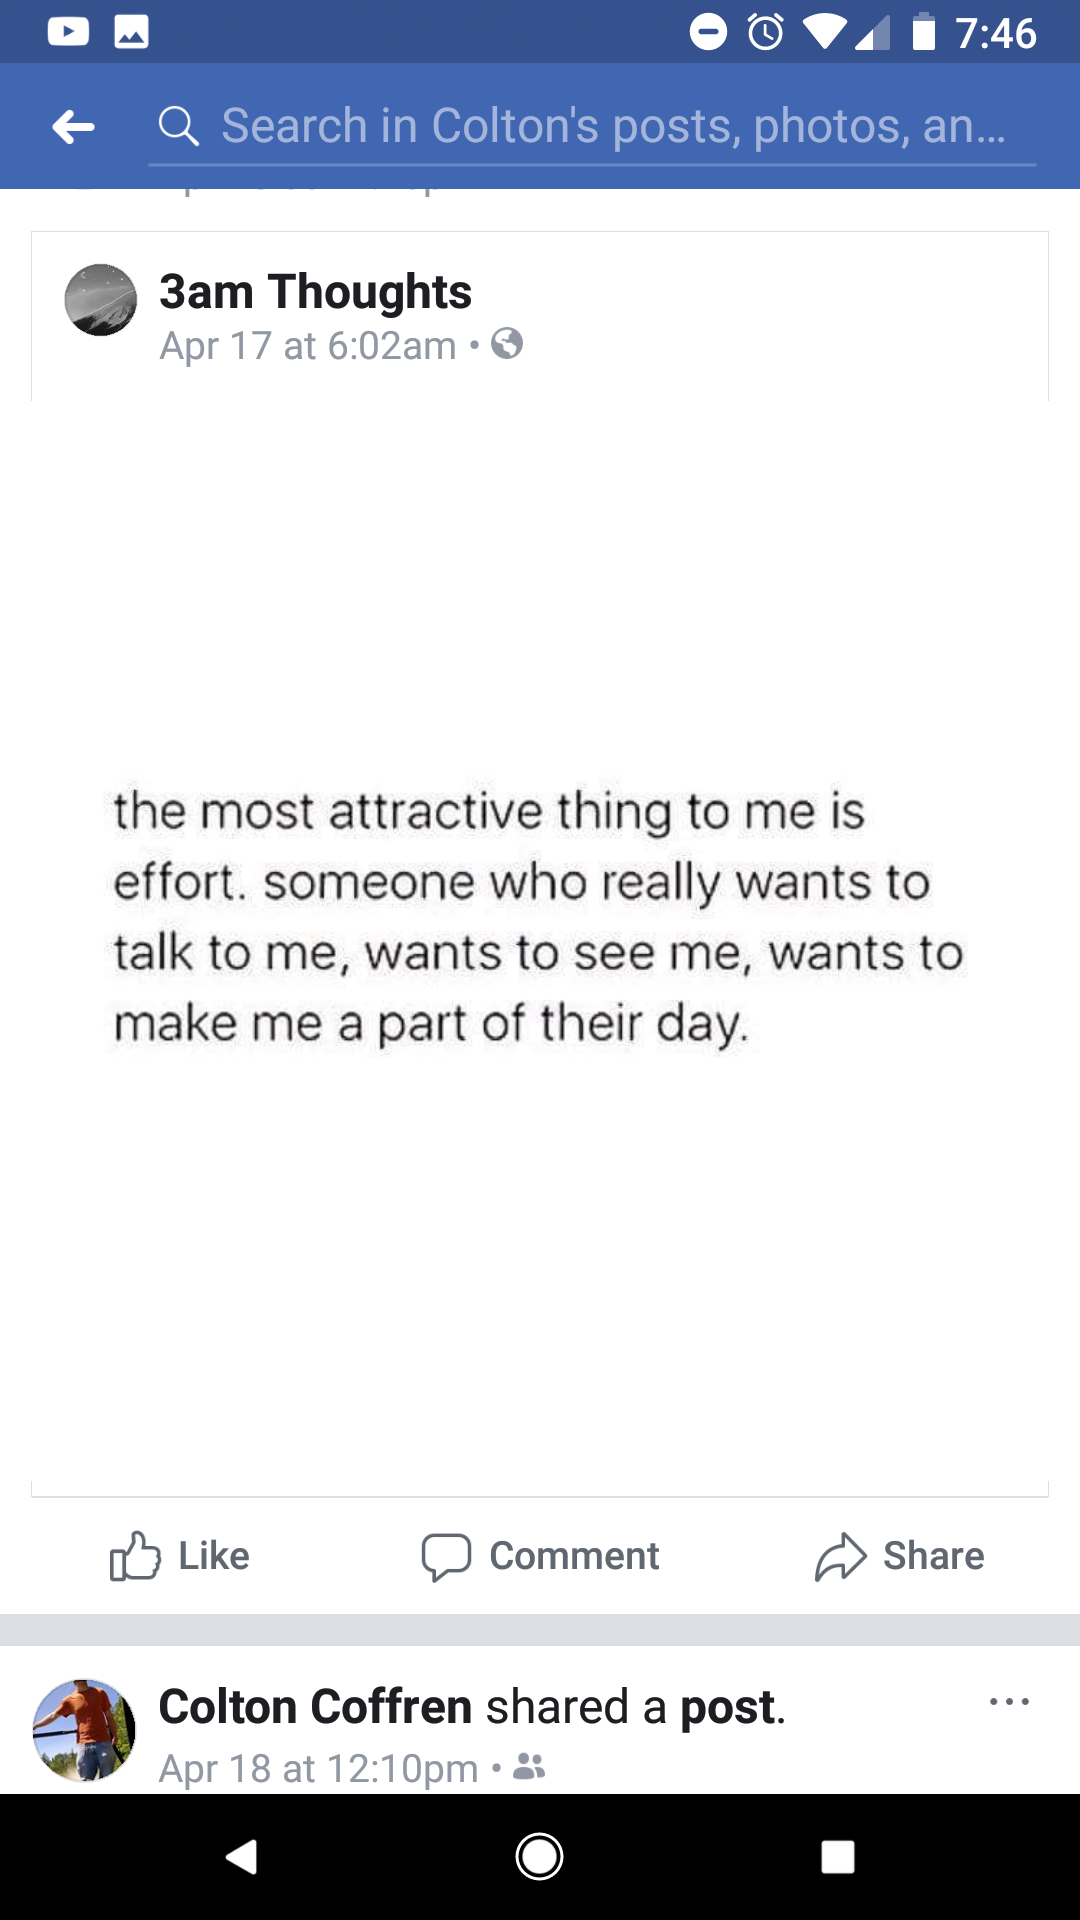 7:46
Search in Colton's posts, photos, an...
3am Thoughts
Apr 17 at 6:02am •
the most attractive thing to me is
effort. someone who really wants to
talk to me, wants to see me, wants to
make me a part of their day.
Like Comment Share
Colton Coffren shared a post.
Apr 18 at 12:10pm •